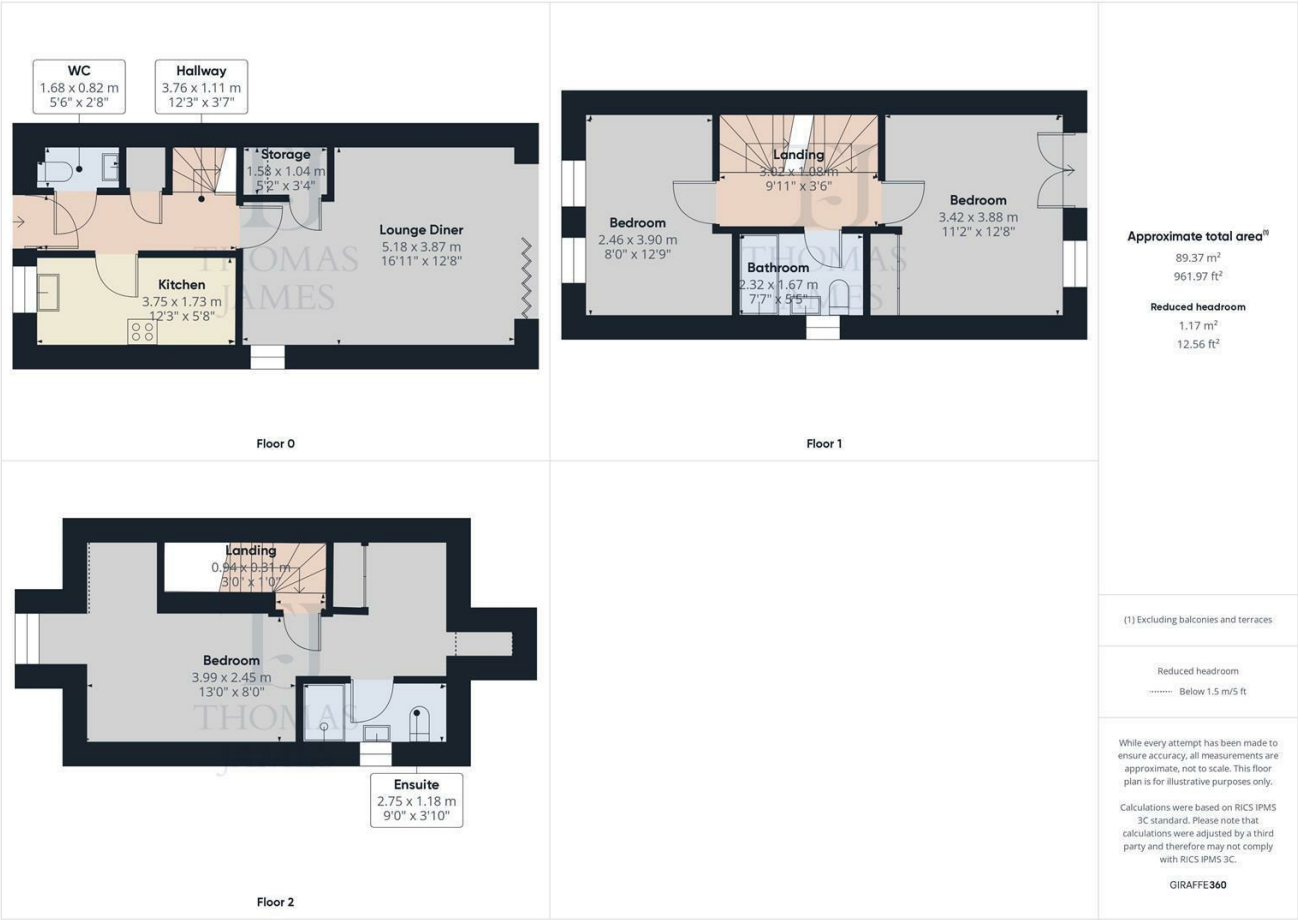 WC
1.68 x 0.82 m
5'6" x 2'8"
Hallway
3.76 x 1.11 m
12'3" x 3'7"
Storage
1.58 x 1.04 m
5'2" x 3'4"
Lounge Diner
5.18 x 3.87 m
16'11" x 12'8"
Kitchen
3.75 x 1.73 m
12'3" x 5'8"
THOMAS
JAMES
Floor 0
Landing
3.02 x 1.08 m
9'11" x 3'6"
Bedroom
2.46 x 3.90 m
8'0" x 12'9"
Bedroom
3.42 x 3.88 m
11'2" x 12'8"
Bathroom
2.32 x 1.67 m
7'7" x 5'5"
THOMAS
JAMES
Floor 1
Landing
0.94 x 0.31 m
3'0" x 1'0"
Bedroom
3.99 x 2.45 m
13'0" x 8'0"
THOMAS
JAMES
Ensuite
2.75 x 1.18 m
9'0" x 3'10"
Floor 2
Approximate total area(1)
89.37 m²
961.97 ft²
Reduced headroom
1.17 m²
12.56 ft²
(1) Excluding balconies and terraces
Reduced headroom
Below 1.5 m/5 ft
While every attempt has been made to
ensure accuracy, all measurements are
approximate, not to scale. This floor
plan is for illustrative purposes only.
Calculations were based on RICS IPMS
3C standard. Please note that
calculations were adjusted by a third
party and therefore may not comply
with RICS IPMS 3C.
GIRAFFE360